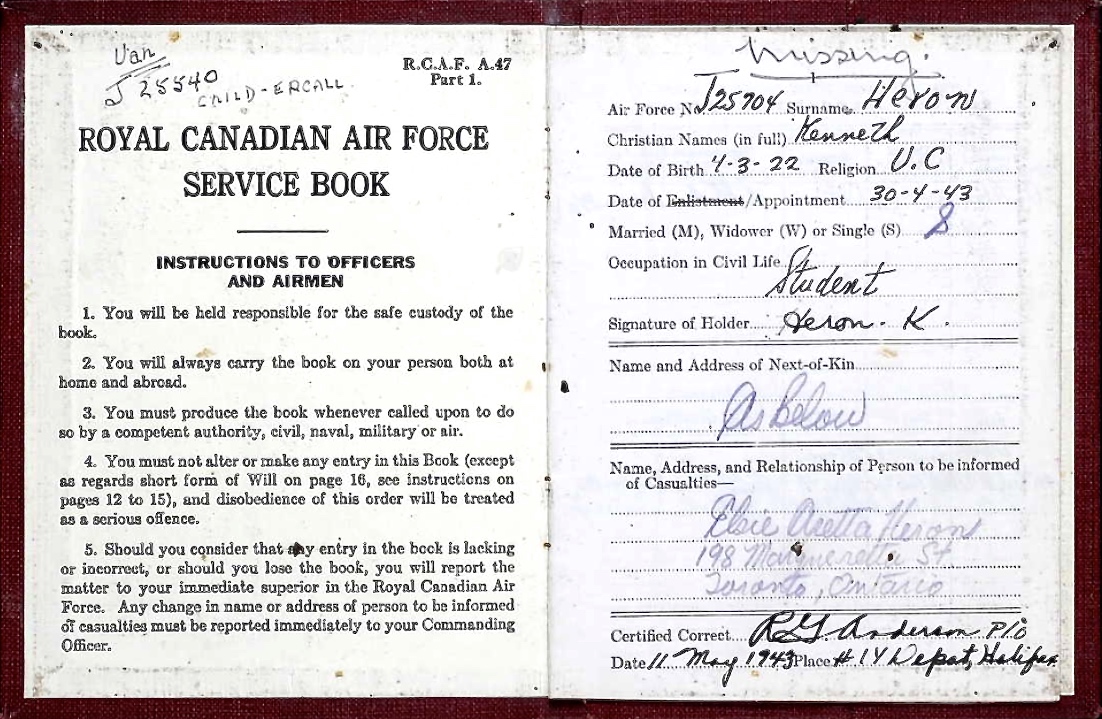 Van
J 25540
CHILD-ERCALL
R.C.A.F. A.47
Part 1.
ROYAL CANADIAN AIR FORCE
SERVICE BOOK
INSTRUCTIONS TO OFFICERS
AND AIRMEN
1. You will be held responsible for the safe custody of the
book.
2. You will always carry the book on your person both at
home and abroad.
3. You must produce the book whenever called upon to do
so by a competent authority, civil, naval, military or air.
4. You must not alter or make any entry in this Book (except
as regards short form of Will on page 16, see instructions on
pages 12 to 15), and disobedience of this order will be treated
as a serious offence.
5. Should you consider that any entry in the book is lacking
or incorrect, or should you lose the book, you will report the
matter to your immediate superior in the Royal Canadian Air
Force. Any change in name or address of person to be informed
of casualties must be reported immediately to your Commanding
Officer.
Missing.
Air Force No. J25704 Surname Heron
Christian Names (in full) Kenneth
Date of Birth 4-3-22 Religion U.C
Date of Enlistment/Appointment 30-4-43
Married (M), Widower (W) or Single (S) S
Occupation in Civil Life
Student
Signature of Holder Heron. K.
Name and Address of Next-of-Kin
As Below
Name, Address, and Relationship of Person to be informed
of Casualties—
Elsie Aretta Heron
198 Margueretta St.
Toronto, Ontario
Certified Correct R G Anderson P/O
Date 11 May 1943 Place # 1 Y Depot, Halifax